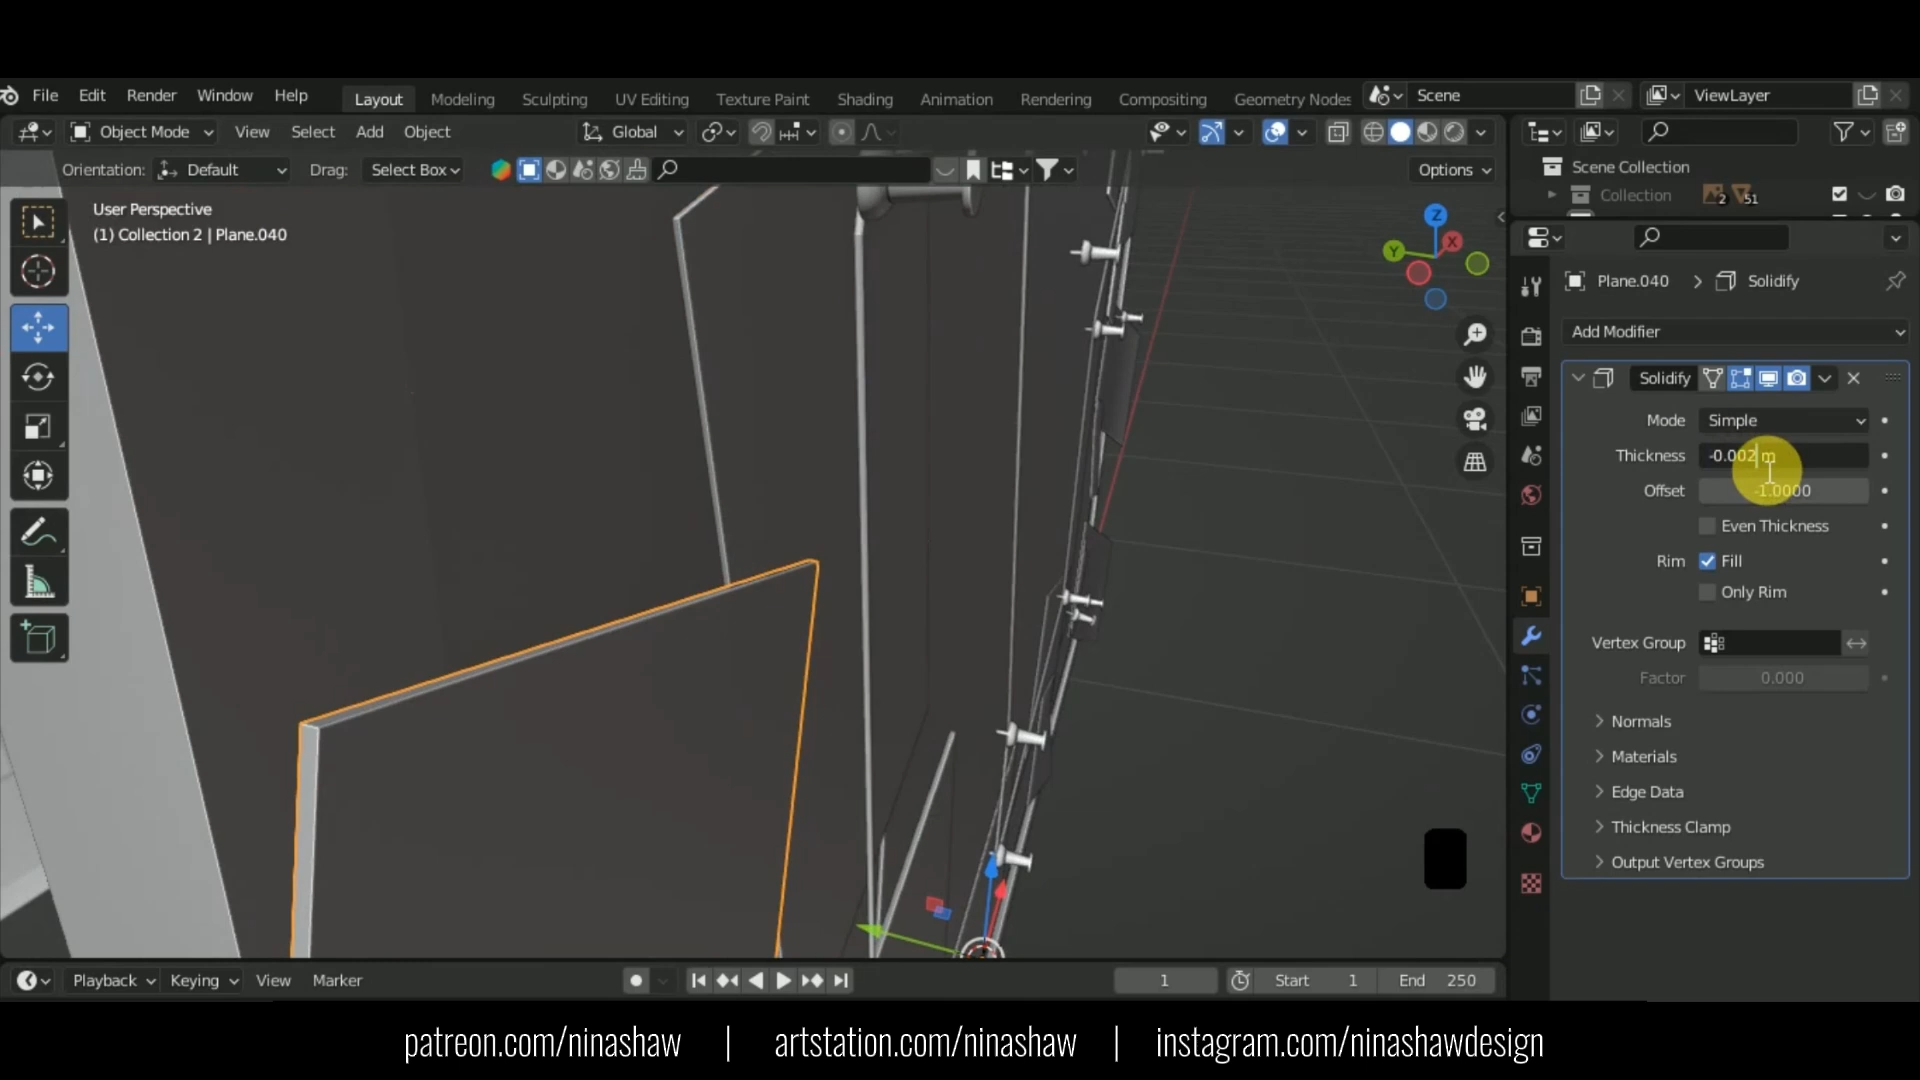 File Edit Render Window Help Layout Modeling Sculpting UV Editing Texture Paint Shading Animation Rendering Compositing Geometry Nodes Scene ViewLayer
Object Mode View Select Add Object Global
Orientation: Default Drag: Select Box Options
Scene Collection
Collection 2 51
User Perspective
(1) Collection 2 | Plane.040
Z
X
Y
Plane.040 > Solidify
Add Modifier
Solidify
Mode Simple
Thickness -0.002 m
Offset -1.0000
Even Thickness
Rim Fill
Only Rim
Vertex Group
Factor 0.000
Normals
Materials
Edge Data
Thickness Clamp
Output Vertex Groups
Playback Keying View Marker 1 Start 1 End 250
patreon.com/ninashaw | artstation.com/ninashaw | instagram.com/ninashawdesign